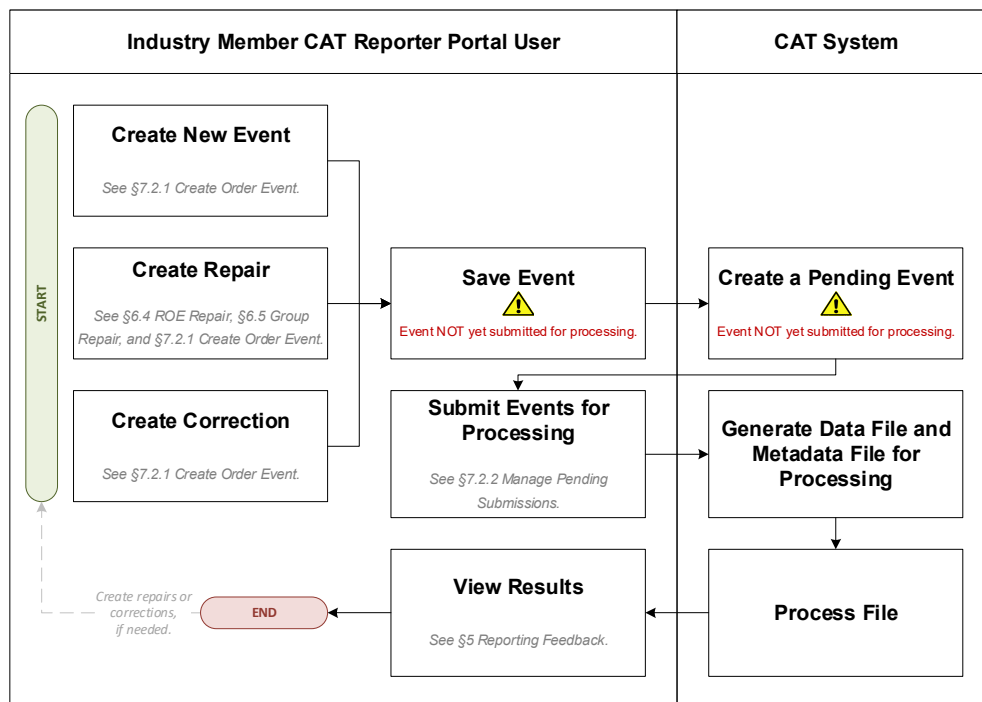 Industry Member CAT Reporter Portal User
CAT System
START
Create New Event
See §7.2.1 Create Order Event.
Create Repair
See §6.4 ROE Repair, §6.5 Group
Repair, and §7.2.1 Create Order Event.
Save Event
Event NOT yet submitted for processing.
Create a Pending Event
Event NOT yet submitted for processing.
Create Correction
See §7.2.1 Create Order Event.
Submit Events for
Processing
See §7.2.2 Manage Pending
Submissions.
Generate Data File and
Metadata File for
Processing
Create repairs or
corrections,
if needed.
END
View Results
See §5 Reporting Feedback.
Process File